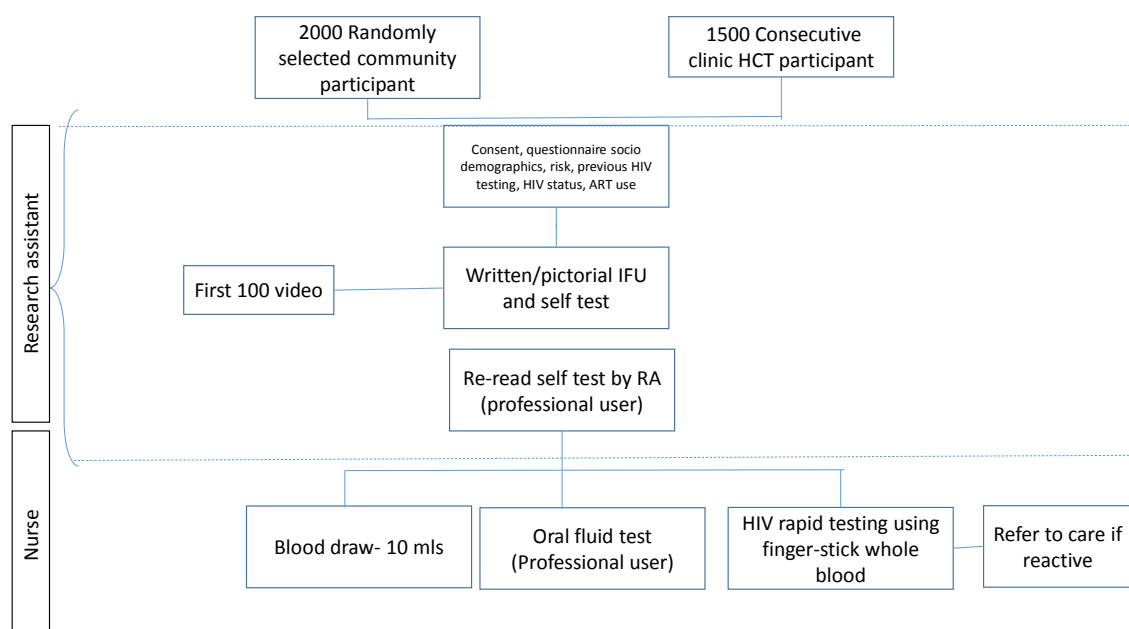 2000 Randomly
selected community
participant
1500 Consecutive
clinic HCT participant
Research assistant
Consent, questionnaire socio
demographics, risk, previous HIV
testing, HIV status, ART use
First 100 video
Written/pictorial IFU
and self test
Re-read self test by RA
(professional user)
Nurse
Blood draw- 10 mls
Oral fluid test
(Professional user)
HIV rapid testing using
finger-stick whole
blood
Refer to care if
reactive